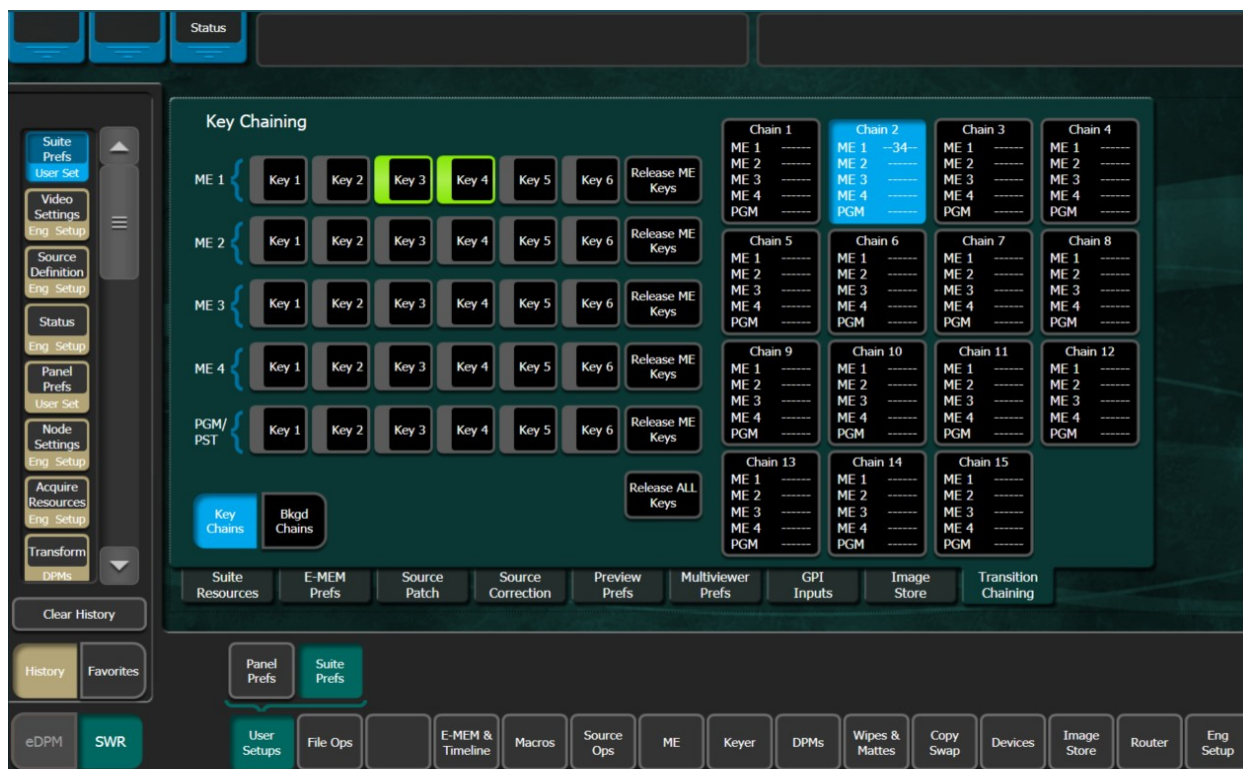 Status
Suite
Prefs
User Set
Video
Settings
Eng Setup
Source
Definition
Eng Setup
Status
Eng Setup
Panel
Prefs
User Set
Node
Settings
Eng Setup
Acquire
Resources
Eng Setup
Transform
DPMs
Clear History
History Favorites
eDPM SWR
Key Chaining
ME 1 { Key 1 Key 2 Key 3 Key 4 Key 5 Key 6 Release ME
Keys
ME 2 { Key 1 Key 2 Key 3 Key 4 Key 5 Key 6 Release ME
Keys
ME 3 { Key 1 Key 2 Key 3 Key 4 Key 5 Key 6 Release ME
Keys
ME 4 { Key 1 Key 2 Key 3 Key 4 Key 5 Key 6 Release ME
Keys
PGM/
PST { Key 1 Key 2 Key 3 Key 4 Key 5 Key 6 Release ME
Keys
Release ALL
Keys
Key
Chains
Bkgd
Chains
Chain 1
ME 1 ------
ME 2 ------
ME 3 ------
ME 4 ------
PGM ------
Chain 2
ME 1 --34--
ME 2 ------
ME 3 ------
ME 4 ------
PGM ------
Chain 3
ME 1 ------
ME 2 ------
ME 3 ------
ME 4 ------
PGM ------
Chain 4
ME 1 ------
ME 2 ------
ME 3 ------
ME 4 ------
PGM ------
Chain 5
ME 1 ------
ME 2 ------
ME 3 ------
ME 4 ------
PGM ------
Chain 6
ME 1 ------
ME 2 ------
ME 3 ------
ME 4 ------
PGM ------
Chain 7
ME 1 ------
ME 2 ------
ME 3 ------
ME 4 ------
PGM ------
Chain 8
ME 1 ------
ME 2 ------
ME 3 ------
ME 4 ------
PGM ------
Chain 9
ME 1 ------
ME 2 ------
ME 3 ------
ME 4 ------
PGM ------
Chain 10
ME 1 ------
ME 2 ------
ME 3 ------
ME 4 ------
PGM ------
Chain 11
ME 1 ------
ME 2 ------
ME 3 ------
ME 4 ------
PGM ------
Chain 12
ME 1 ------
ME 2 ------
ME 3 ------
ME 4 ------
PGM ------
Chain 13
ME 1 ------
ME 2 ------
ME 3 ------
ME 4 ------
PGM ------
Chain 14
ME 1 ------
ME 2 ------
ME 3 ------
ME 4 ------
PGM ------
Chain 15
ME 1 ------
ME 2 ------
ME 3 ------
ME 4 ------
PGM ------
Suite
Resources
E-MEM
Prefs
Source
Patch
Source
Correction
Preview
Prefs
Multiviewer
Prefs
GPI
Inputs
Image
Store
Transition
Chaining
Panel
Prefs
Suite
Prefs
User
Setups
File Ops
E-MEM &
Timeline
Macros
Source
Ops
ME
Keyer
DPMs
Wipes &
Mattes
Copy
Swap
Devices
Image
Store
Router
Eng
Setup